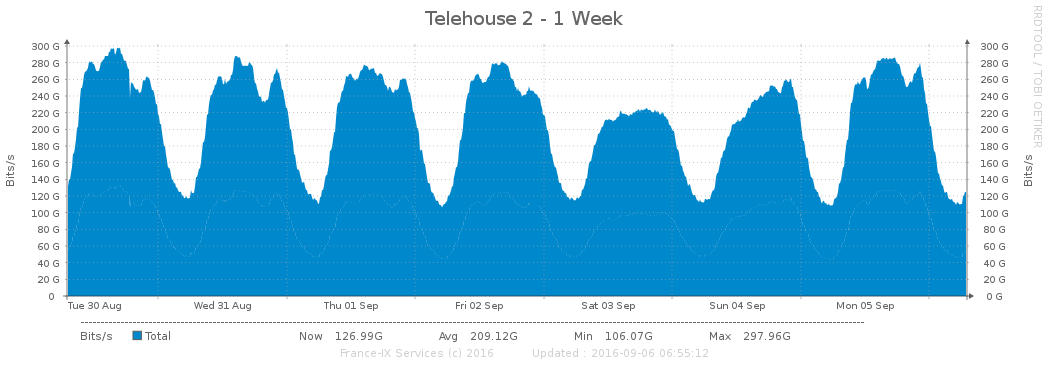 Telehouse 2 - 1 Week
RRDTOOL / TOBI OETIKER
Bits/s
300 G
280 G
260 G
240 G
220 G
200 G
180 G
160 G
140 G
120 G
100 G
80 G
60 G
40 G
20 G
0
300 G
280 G
260 G
240 G
220 G
200 G
180 G
160 G
140 G
120 G
100 G
80 G
60 G
40 G
20 G
0 G
Bits/s
Tue 30 Aug Wed 31 Aug Thu 01 Sep Fri 02 Sep Sat 03 Sep Sun 04 Sep Mon 05 Sep
Bits/s Total Now 126.99G Avg 209.12G Min 106.07G Max 297.96G
France-IX Services (c) 2016 Updated : 2016-09-06 06:55:12